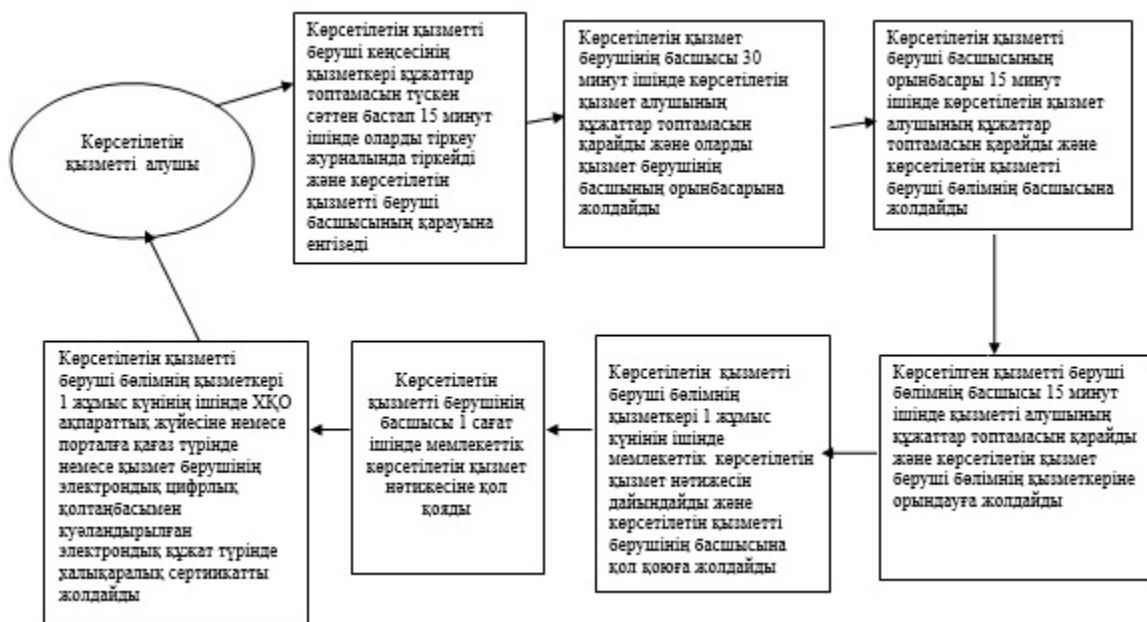 Көрсетілетін
қызметті алушы
Көрсетілетін қызметті
беруші кеңсесінің
қызметкері құжаттар
топтамасын түскен
сәттен бастап 15 минут
ішінде оларды тіркеу
журналында тіркейді
және көрсетілетін
қызметті беруші
басшысының қарауына
енгізеді
Көрсетілетін қызмет
берушінің басшысы 30
минут ішінде көрсетілетін
қызмет алушының
құжаттар топтамасын
қарайды және оларды
қызмет берушінің
басшының орынбасарына
жолдайды
Көрсетілетін қызметті
беруші басшысының
орынбасары 15 минут
ішінде көрсетілетін қызмет
алушының құжаттар
топтамасын қарайды және
көрсетілетін қызметті
беруші бөлімнің басшысына
жолдайды
Көрсетілген қызметті беруші
бөлімнің басшысы 15 минут
ішінде қызметті алушының
құжаттар топтамасын қарайды
және көрсетілетін қызмет
беруші бөлімнің қызметкеріне
орындауға жолдайды
Көрсетілетін қызметті
беруші бөлімнің
қызметкері 1 жұмыс
күнінін ішінде
мемлекеттік көрсетілетін
қызмет нәтижесін
дайындайды және
көрсетілетін қызметті
берушінің басшысына
қол қоюға жолдайды
Көрсетілетін
қызметті берушінің
басшысы 1 сағат
ішінде мемлекеттік
көрсетілетін қызмет
нәтижесіне қол
қояды
Көрсетілетін қызметті
беруші бөлімнің қызметкері
1 жұмыс күнінің ішінде ХҚО
ақпараттық жүйесіне немесе
порталға қағаз түрінде
немесе қызмет берушінің
электрондық цифрлық
қолтаңбасымен
куәландырылған
электрондық құжат түрінде
халықаралық сертиикатты
жолдайды